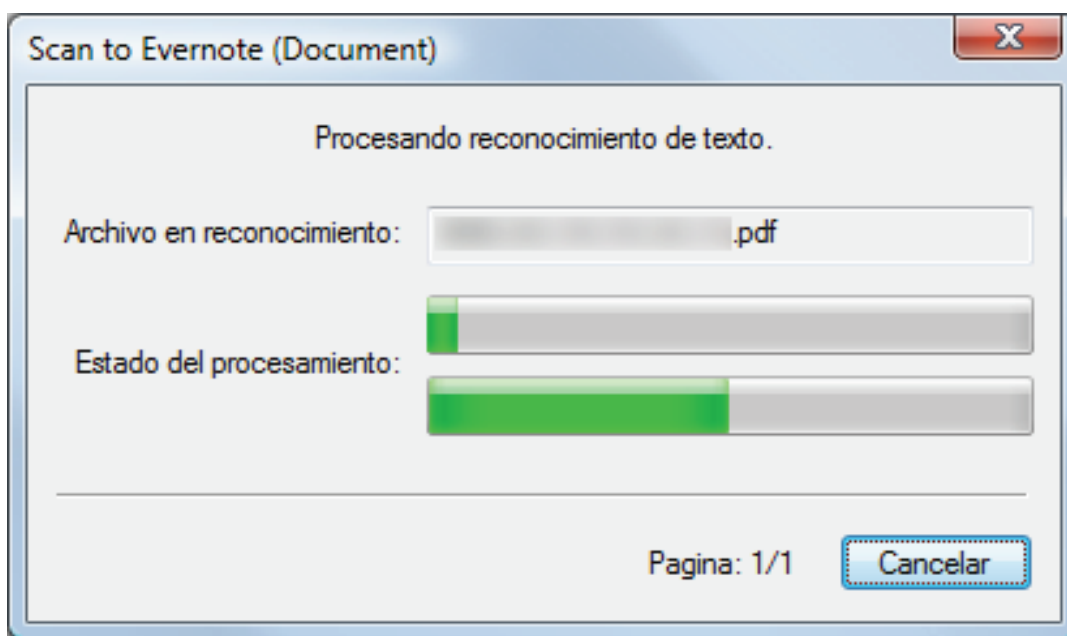 Scan to Evernote (Document)
Procesando reconocimiento de texto.
Archivo en reconocimiento: .pdf
Estado del procesamiento:
Pagina: 1/1 Cancelar